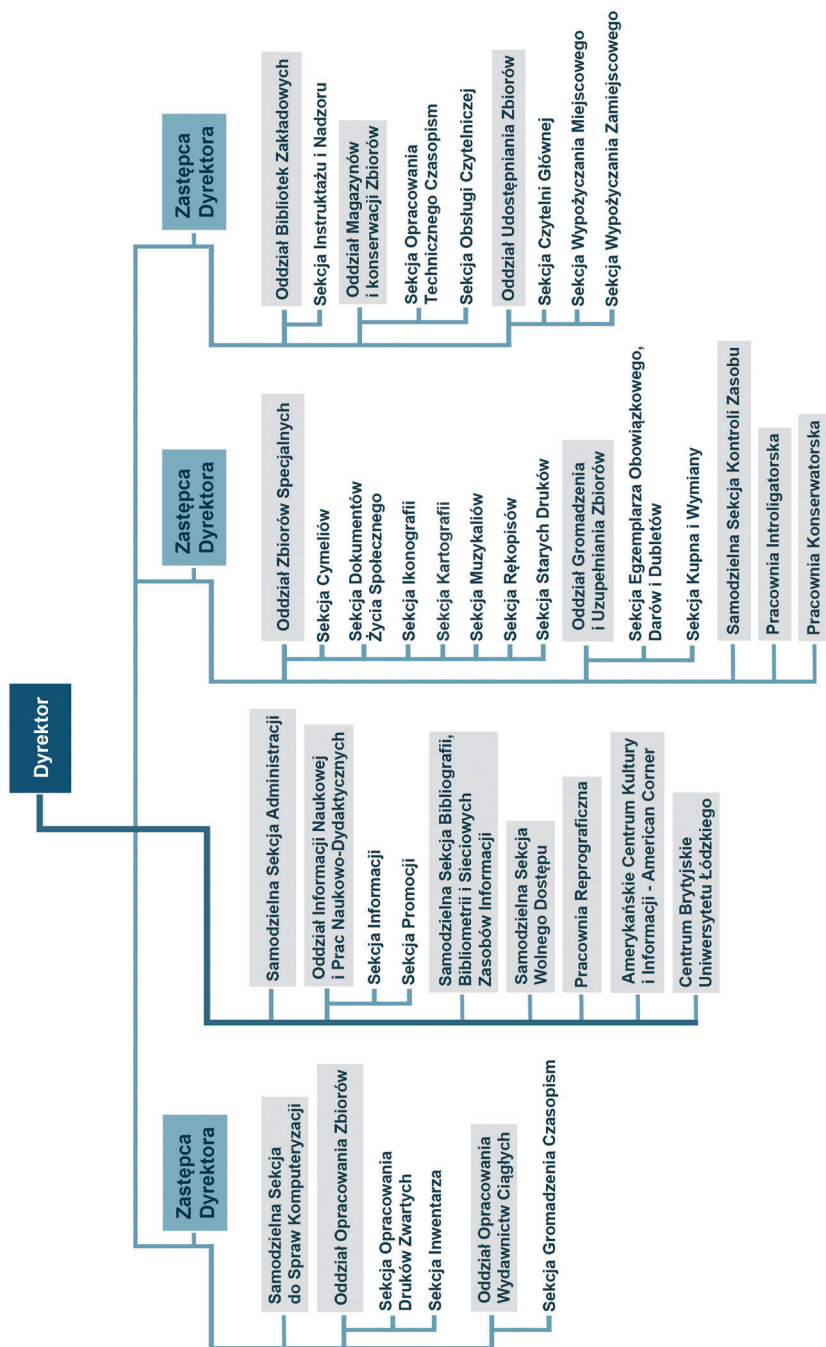 Dyrektor
Zastępca
Dyrektora
Samodzielna Sekcja
do Spraw Komputeryzacji
Oddział Opracowania Zbiorów
Sekcja Opracowania
Druków Zwartych
Sekcja Inwentarza
Oddział Opracowania
Wydawnictw Ciągłych
Sekcja Gromadzenia Czasopism
Samodzielna Sekcja Administracji
Oddział Informacji Naukowej
i Prac Naukowo-Dydaktycznych
Sekcja Informacji
Sekcja Promocji
Samodzielna Sekcja Bibliografii,
Bibliometrii i Sieciowych
Zasobów Informacji
Samodzielna Sekcja
Wolnego Dostępu
Pracownia Reprograficzna
Amerykańskie Centrum Kultury
i Informacji - American Corner
Centrum Brytyjskie
Uniwersytetu Łódzkiego
Zastępca
Dyrektora
Oddział Zbiorów Specjalnych
Sekcja Cymeliów
Sekcja Dokumentów
Życia Społecznego
Sekcja Ikonografii
Sekcja Kartografii
Sekcja Muzykaliów
Sekcja Rękopisów
Sekcja Starych Druków
Oddział Gromadzenia
i Uzupełniania Zbiorów
Sekcja Egzemplarza Obowiązkowego,
Darów i Dubletów
Sekcja Kupna i Wymiany
Samodzielna Sekcja Kontroli Zasobu
Pracownia Introligatorska
Pracownia Konserwatorska
Zastępca
Dyrektora
Oddział Bibliotek Zakładowych
Sekcja Instruktażu i Nadzoru
Oddział Magazynów
i konserwacji Zbiorów
Sekcja Opracowania
Technicznego Czasopism
Sekcja Obsługi Czytelniczej
Oddział Udostępniania Zbiorów
Sekcja Czytelni Głównej
Sekcja Wypożyczania Miejscowego
Sekcja Wypożyczania Zamiejscowego